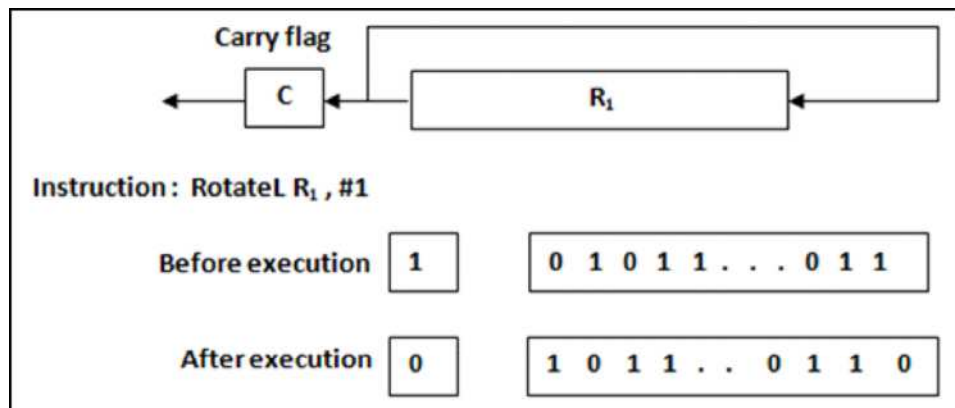 Carry flag
C
R₁
Instruction : RotateL R₁ , #1
Before execution 1 0 1 0 1 1 . . . 0 1 1
After execution 0 1 0 1 1 . . 0 1 1 0